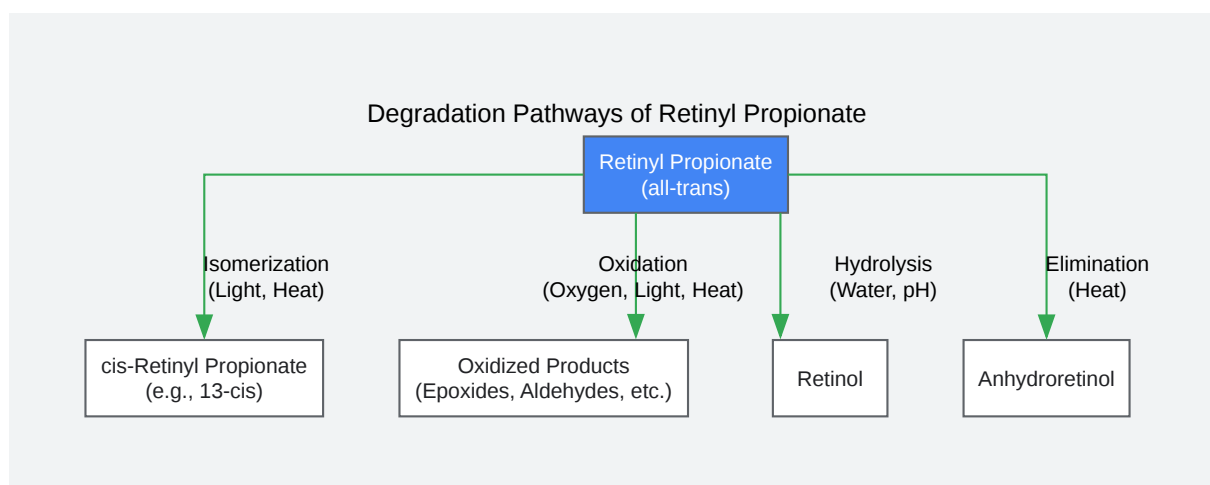 Degradation Pathways of Retinyl Propionate
Retinyl Propionate
(all-trans)
Isomerization
(Light, Heat)
Oxidation
(Oxygen, Light, Heat)
Hydrolysis
(Water, pH)
Elimination
(Heat)
cis-Retinyl Propionate
(e.g., 13-cis)
Oxidized Products
(Epoxides, Aldehydes, etc.)
Retinol
Anhydroretinol